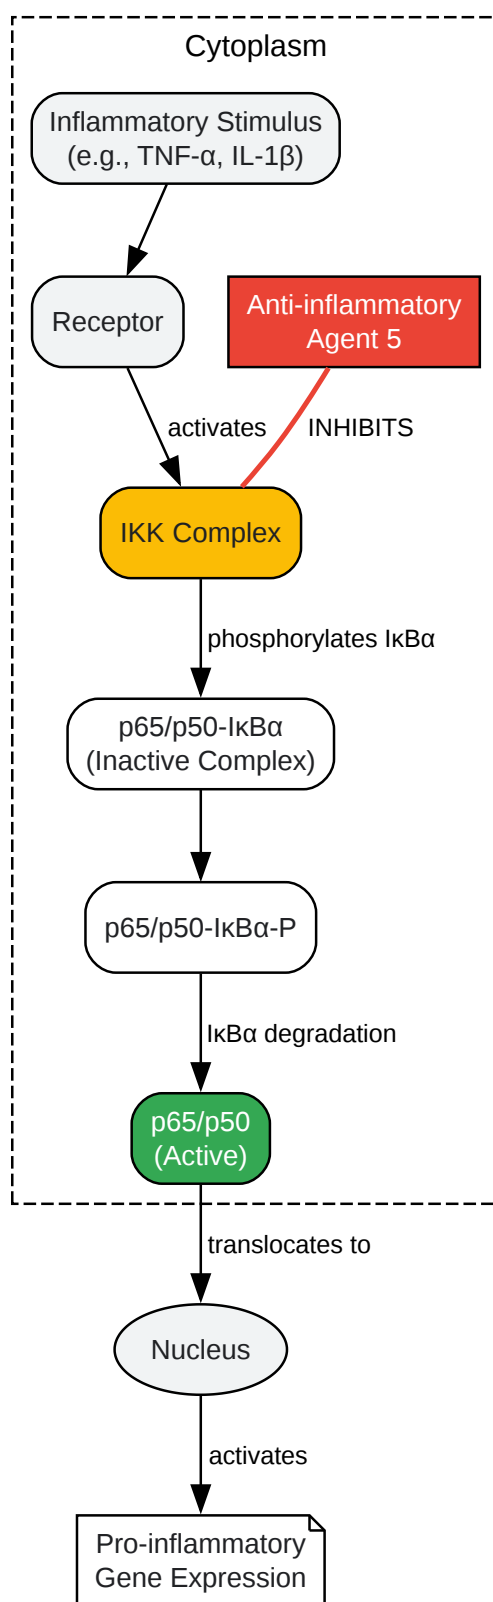 Cytoplasm
Inflammatory Stimulus
(e.g., TNF-α, IL-1β)
Receptor
Anti-inflammatory
Agent 5
activates
INHIBITS
IKK Complex
phosphorylates IκBα
p65/p50-IκBα
(Inactive Complex)
p65/p50-IκBα-P
IκBα degradation
p65/p50
(Active)
translocates to
Nucleus
activates
Pro-inflammatory
Gene Expression